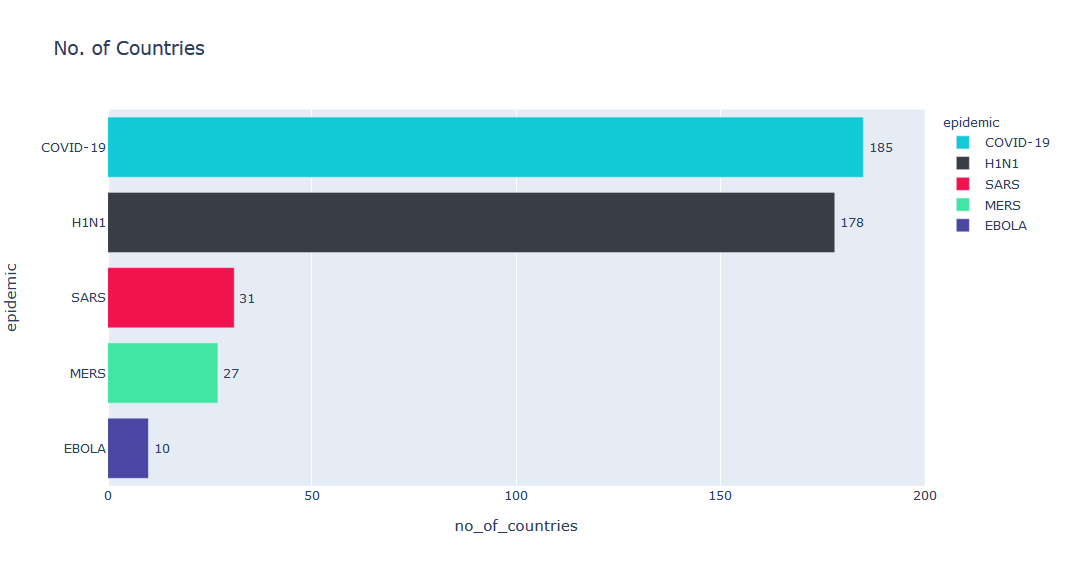 No. of Countries
epidemic
COVID-19
H1N1
SARS
MERS
EBOLA
185
178
31
27
10
0 50 100 150 200
no_of_countries
epidemic
COVID-19
H1N1
SARS
MERS
EBOLA